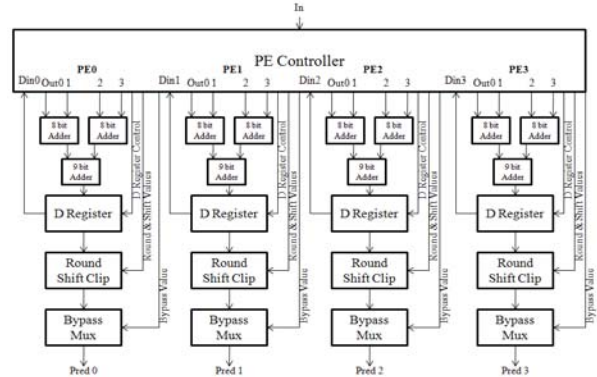 In
PE Controller
PE0
PE1
PE2
PE3
Din0
Out0
1
2
3
Din1
Out0
1
2
3
Din2
Out0
1
2
3
Din3
Out0
1
2
3
8 bit
Adder
8 bit
Adder
8 bit
Adder
8 bit
Adder
8 bit
Adder
8 bit
Adder
8 bit
Adder
8 bit
Adder
9 bit
Adder
9 bit
Adder
9 bit
Adder
9 bit
Adder
D Register
D Register
D Register
D Register
D Register Control
Round & Shift Values
Bypass Value
D Register Control
Round & Shift Values
Bypass Value
D Register Control
Round & Shift Values
Bypass Value
D Register Control
Round & Shift Values
Bypass Value
Round
Shift Clip
Round
Shift Clip
Round
Shift Clip
Round
Shift Clip
Bypass
Mux
Bypass
Mux
Bypass
Mux
Bypass
Mux
Pred 0
Pred 1
Pred 2
Pred 3